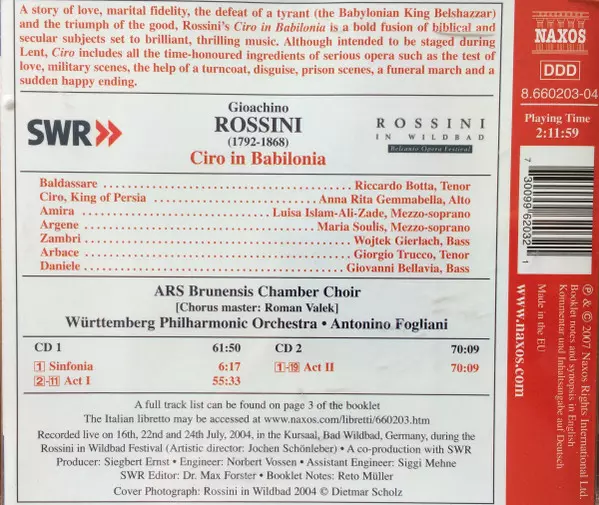 A story of love, marital fidelity, the defeat of a tyrant (the Babylonian King Belshazzar)
and the triumph of the good, Rossini's Ciro in Babilonia is a bold fusion of biblical and
secular subjects set to brilliant, thrilling music. Although intended to be staged during
Lent, Ciro includes all the time-honoured ingredients of serious opera such as the test of
love, military scenes, the help of a turncoat, disguise, prison scenes, a funeral march and a
sudden happy ending.
NAXOS
DDD
8.660203-04
Playing Time
2:11:59
SWR
Gioachino
ROSSINI
(1792-1868)
Ciro in Babilonia
ROSSINI
IN WILDBAD
Belcanto Opera Festival
Baldassare ........ Riccardo Botta, Tenor
Ciro, King of Persia ........ Anna Rita Gemmabella, Alto
Amira ........ Luisa Islam-Ali-Zade, Mezzo-soprano
Argene ........ Maria Soulis, Mezzo-soprano
Zambri ........ Wojtek Gierlach, Bass
Arbace ........ Giorgio Trucco, Tenor
Daniele ........ Giovanni Bellavia, Bass
ARS Brunensis Chamber Choir
[Chorus master: Roman Valek]
Württemberg Philharmonic Orchestra • Antonino Fogliani
CD 1 61:50 CD 2 70:09
1 Sinfonia 6:17 1-19 Act II 70:09
2-11 Act I 55:33
A full track list can be found on page 3 of the booklet
The Italian libretto may be accessed at www.naxos.com/libretti/660203.htm
Recorded live on 16th, 22nd and 24th July, 2004, in the Kursaal, Bad Wildbad, Germany, during the
Rossini in Wildbad Festival (Artistic director: Jochen Schönleber) • A co-production with SWR
Producer: Siegbert Ernst • Engineer: Norbert Vossen • Assistant Engineer: Siggi Mehne
SWR Editor: Dr. Max Forster • Booklet Notes: Reto Müller
Cover Photograph: Rossini in Wildbad 2004 © Dietmar Scholz
7 30099 66203 2
www.naxos.com
Made in the EU
Kommentar und Inhaltsangabe auf Deutsch
Booklet notes and synopsis in English
℗ & © 2007 Naxos Rights International Ltd.